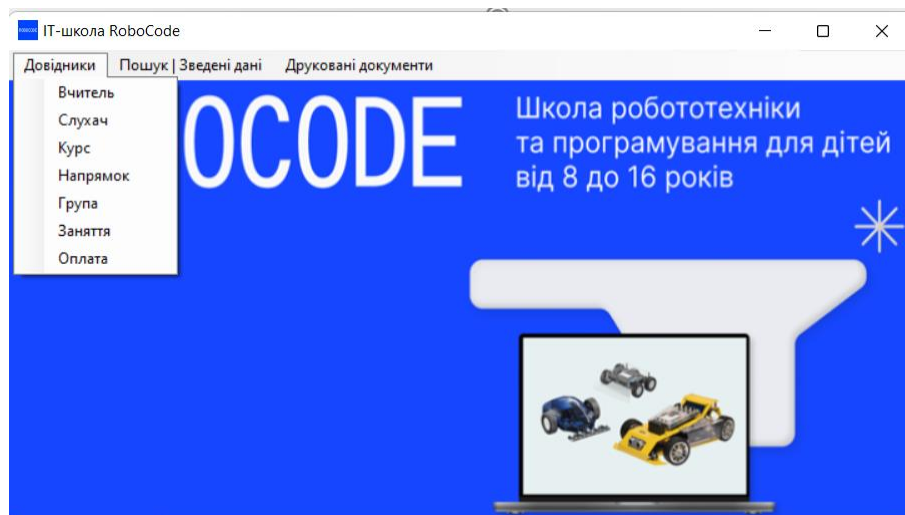 ROBOCODE
IT-школа RoboCode
Довідники
Пошук | Зведені дані
Друковані документи
Вчитель
Слухач
Курс
Напрямок
Група
Заняття
Оплата
OCODE
Школа робототехніки
та програмування для дітей
від 8 до 16 років